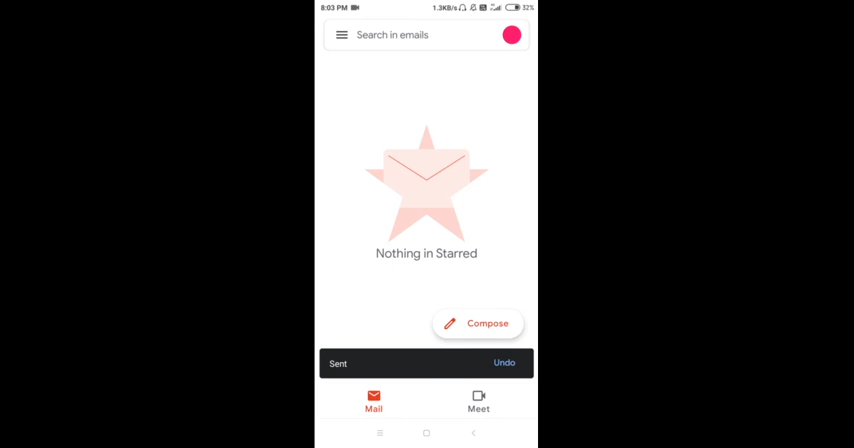 8:03 PM 1.3KB/s 32%
Search in emails
Nothing in Starred
Compose
Sent Undo
Mail Meet